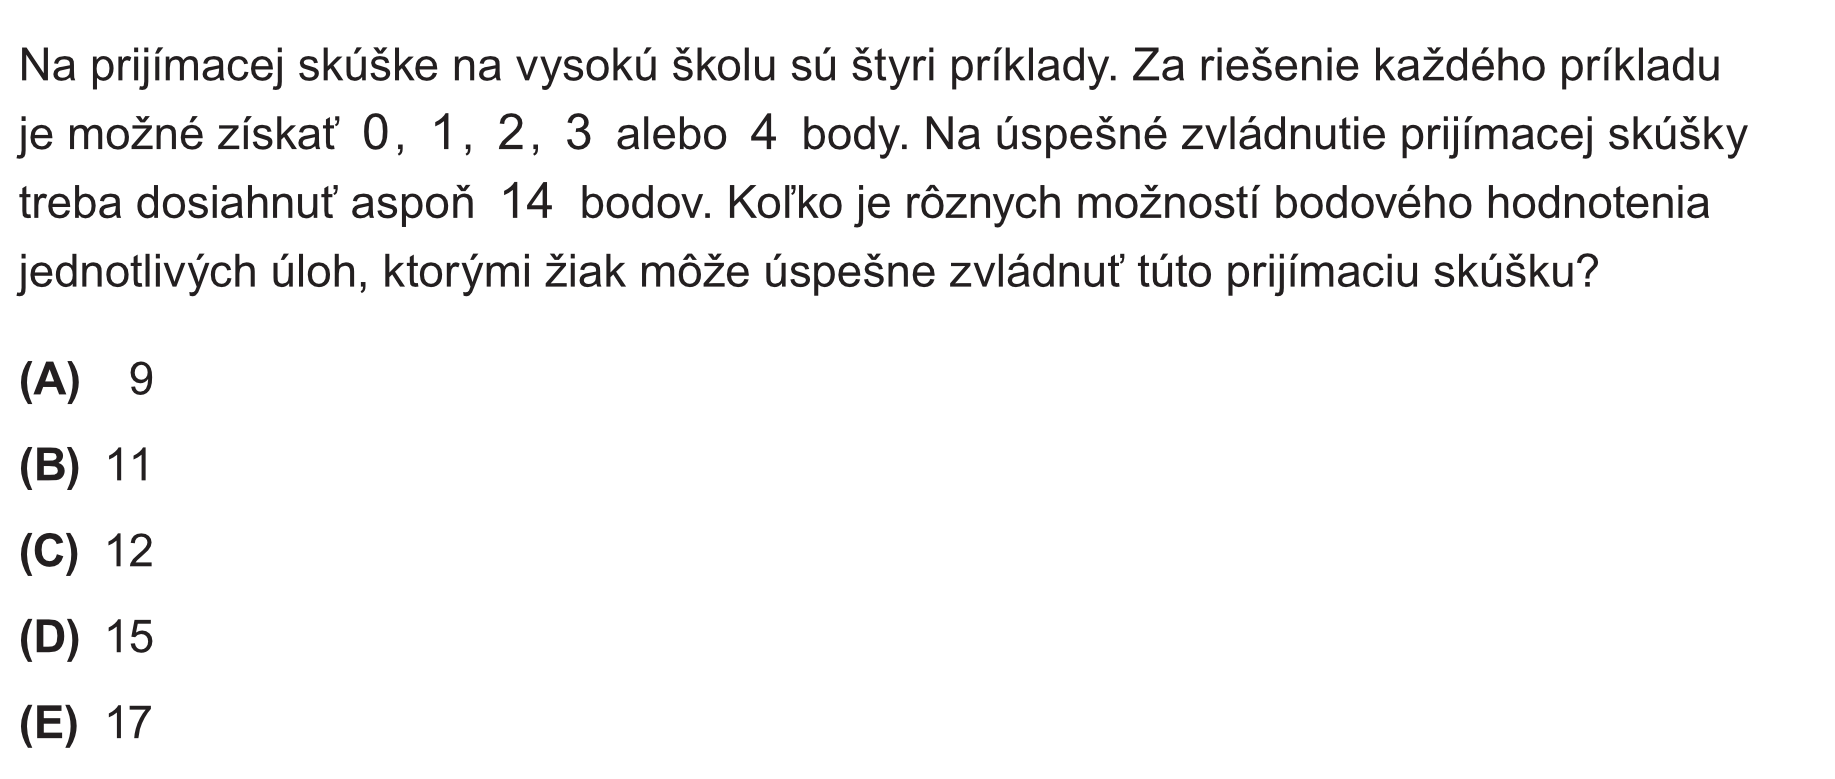 Na prijímacej skúške na vysokú školu sú štyri príklady. Za riešenie každého príkladu
je možné získať 0, 1, 2, 3 alebo 4 body. Na úspešné zvládnutie prijímacej skúšky
treba dosiahnuť aspoň 14 bodov. Koľko je rôznych možností bodového hodnotenia
jednotlivých úloh, ktorými žiak môže úspešne zvládnuť túto prijímaciu skúšku?
(A) 9
(B) 11
(C) 12
(D) 15
(E) 17